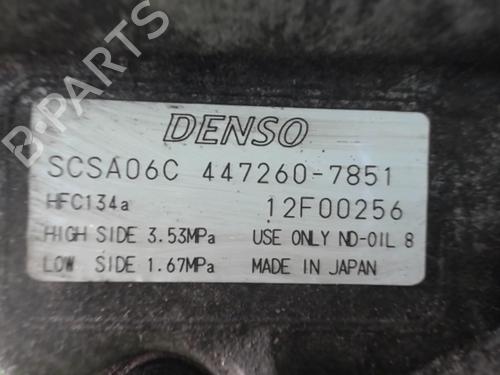 DENSO
SCSA06C 447260-7851
HFC134a 12F00256
HIGH SIDE 3.53MPa USE ONLY ND-OIL 8
LOW SIDE 1.67MPa MADE IN JAPAN
B-PARTS